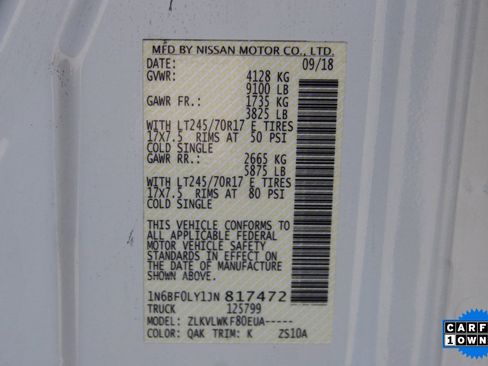 MFD BY NISSAN MOTOR CO., LTD.
DATE: 09/18
GVWR: 4128 KG
9100 LB
GAWR FR.: 1735 KG
3825 LB
WITH LT245/70R17 E TIRES
17X7.5 RIMS AT 50 PSI
COLD SINGLE
GAWR RR.: 2665 KG
5875 LB
WITH LT245/70R17 E TIRES
17X7.5 RIMS AT 80 PSI
COLD SINGLE
THIS VEHICLE CONFORMS TO
ALL APPLICABLE FEDERAL
MOTOR VEHICLE SAFETY
STANDARDS IN EFFECT ON
THE DATE OF MANUFACTURE
SHOWN ABOVE.
1N6BF0LY1JN 817472
TRUCK 125799
MODEL: ZLKVLWKF80EUA-----
COLOR: QAK TRIM: K ZS10A
CARF
1 OWN